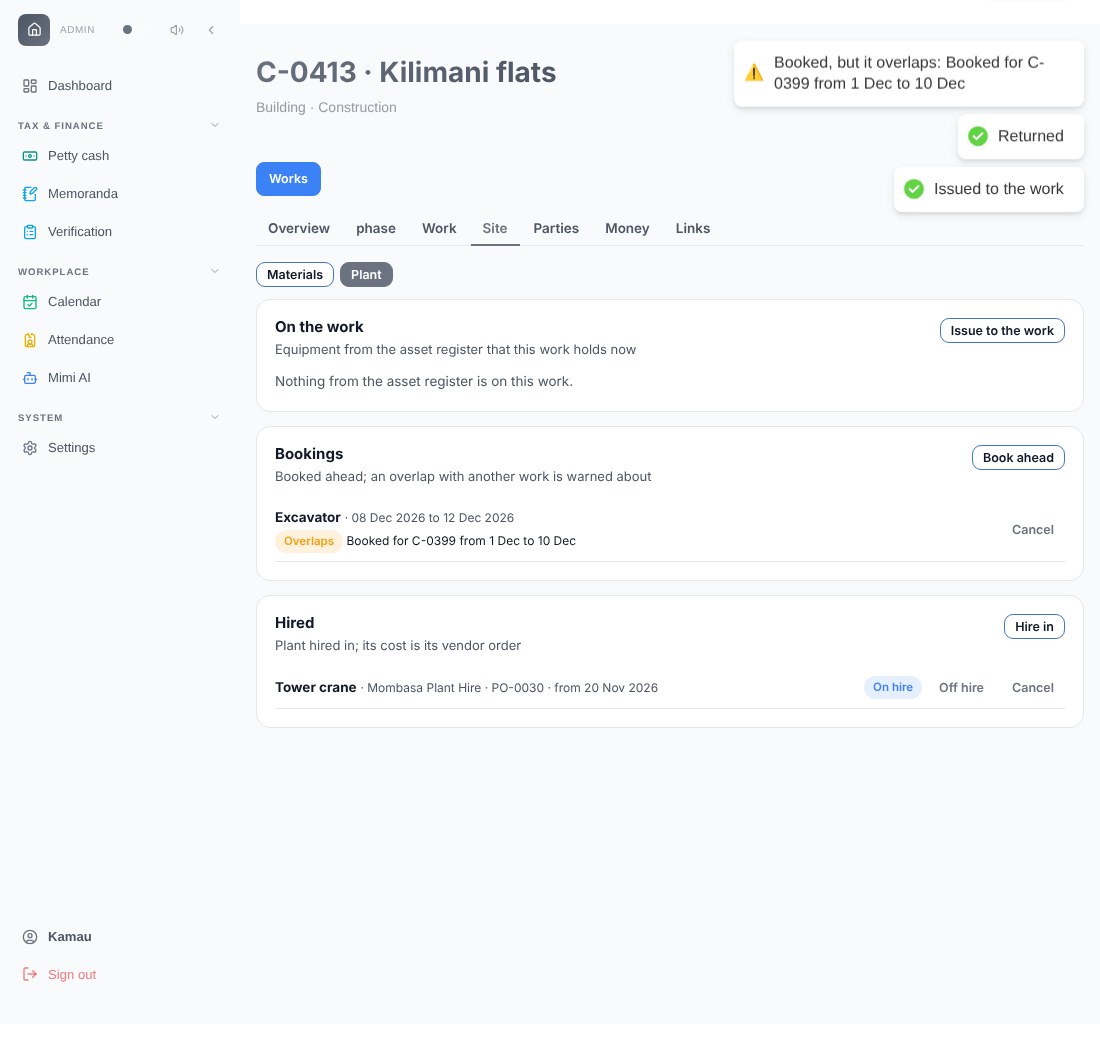 ADMIN
Dashboard
TAX & FINANCE
Petty cash
Memoranda
Verification
WORKPLACE
Calendar
Attendance
Mimi AI
SYSTEM
Settings
Kamau
Sign out
C-0413 · Kilimani flats
Building · Construction
Booked, but it overlaps: Booked for C-
0399 from 1 Dec to 10 Dec
Returned
Issued to the work
Works
Overview phase Work Site Parties Money Links
Materials Plant
On the work
Issue to the work
Equipment from the asset register that this work holds now
Nothing from the asset register is on this work.
Bookings
Book ahead
Booked ahead; an overlap with another work is warned about
Excavator · 08 Dec 2026 to 12 Dec 2026
Overlaps Booked for C-0399 from 1 Dec to 10 Dec
Cancel
Hired
Hire in
Plant hired in; its cost is its vendor order
Tower crane · Mombasa Plant Hire · PO-0030 · from 20 Nov 2026 On hire Off hire Cancel